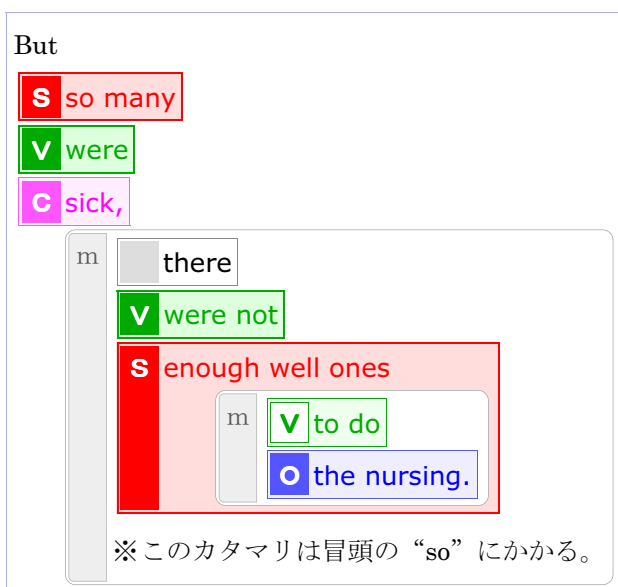 But
S so many
V were
C sick,
m there
V were not
S enough well ones
m V to do
O the nursing.
※このカタマリは冒頭の“so”にかかる。